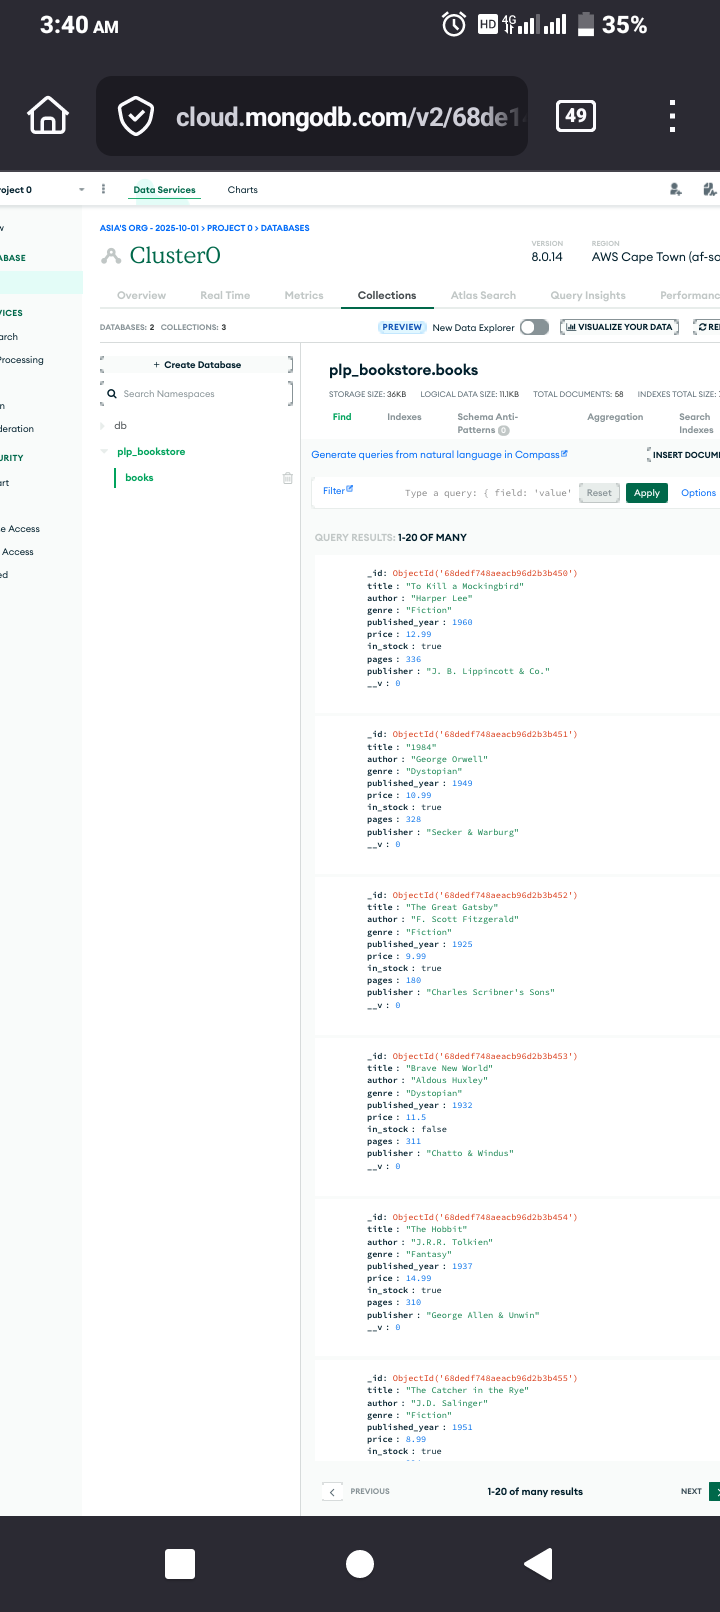 3:40 AM
HD 4G 35%
cloud.mongodb.com/v2/68de1
49
oject 0
Data Services
Charts
ASIA'S ORG - 2025-10-01 > PROJECT 0 > DATABASES
Cluster0
VERSION
8.0.14
REGION
AWS Cape Town (af-so
Overview
Real Time
Metrics
Collections
Atlas Search
Query Insights
Performanc
DATABASES: 2 COLLECTIONS: 3
PREVIEW New Data Explorer
VISUALIZE YOUR DATA
RE
w
ABASE
VICES
arch
Processing
n
deration
URITY
art
e Access
Access
ed
+ Create Database
Search Namespaces
db
plp_bookstore
books
plp_bookstore.books
STORAGE SIZE: 36KB LOGICAL DATA SIZE: 11.1KB TOTAL DOCUMENTS: 58 INDEXES TOTAL SIZE:
Find
Indexes
Schema Anti-
Patterns 0
Aggregation
Search
Indexes
Generate queries from natural language in Compass
INSERT DOCUM
Filter
Type a query: { field: 'value'
Reset
Apply
Options
QUERY RESULTS: 1-20 OF MANY
_id: ObjectId('68dedf748aeacb96d2b3b450')
title : "To Kill a Mockingbird"
author : "Harper Lee"
genre : "Fiction"
published_year : 1960
price : 12.99
in_stock : true
pages : 336
publisher : "J. B. Lippincott & Co."
__v : 0
_id: ObjectId('68dedf748aeacb96d2b3b451')
title : "1984"
author : "George Orwell"
genre : "Dystopian"
published_year : 1949
price : 10.99
in_stock : true
pages : 328
publisher : "Secker & Warburg"
__v : 0
_id: ObjectId('68dedf748aeacb96d2b3b452')
title : "The Great Gatsby"
author : "F. Scott Fitzgerald"
genre : "Fiction"
published_year : 1925
price : 9.99
in_stock : true
pages : 180
publisher : "Charles Scribner's Sons"
__v : 0
_id: ObjectId('68dedf748aeacb96d2b3b453')
title : "Brave New World"
author : "Aldous Huxley"
genre : "Dystopian"
published_year : 1932
price : 11.5
in_stock : false
pages : 311
publisher : "Chatto & Windus"
__v : 0
_id: ObjectId('68dedf748aeacb96d2b3b454')
title : "The Hobbit"
author : "J.R.R. Tolkien"
genre : "Fantasy"
published_year : 1937
price : 14.99
in_stock : true
pages : 310
publisher : "George Allen & Unwin"
__v : 0
_id: ObjectId('68dedf748aeacb96d2b3b455')
title : "The Catcher in the Rye"
author : "J.D. Salinger"
genre : "Fiction"
published_year : 1951
price : 8.99
in_stock : true
PREVIOUS
1-20 of many results
NEXT